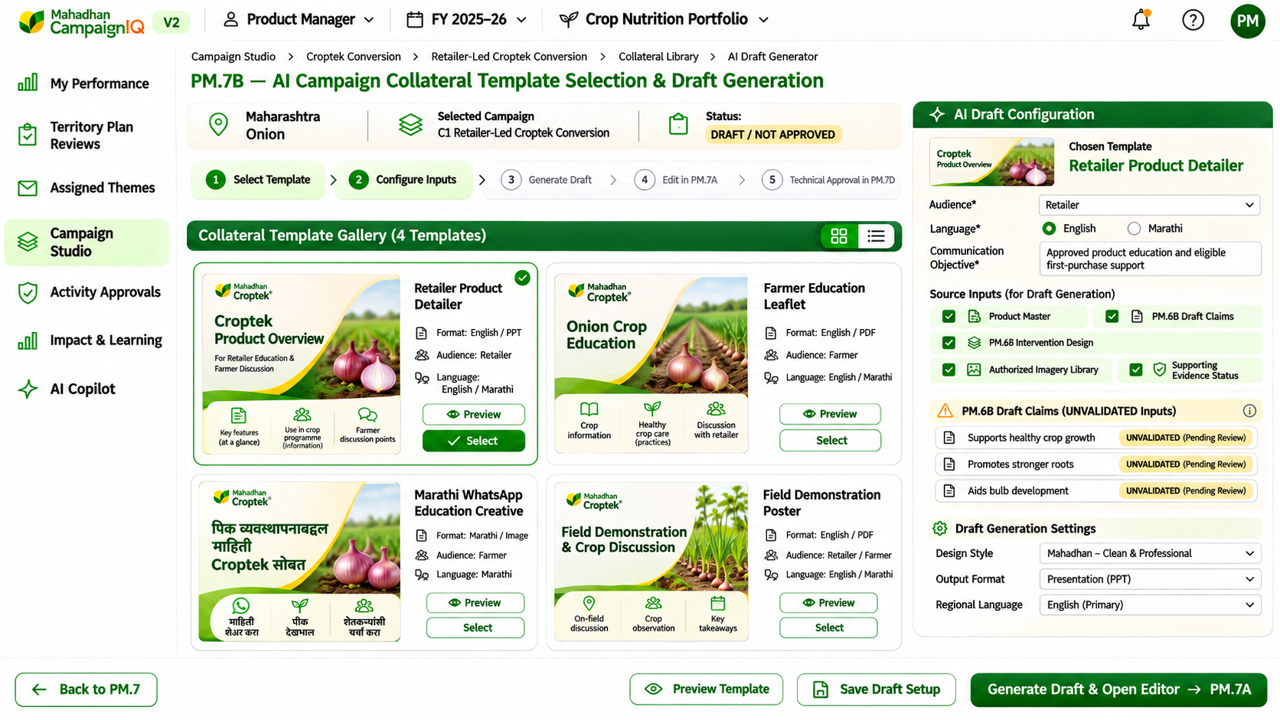 Mahadhan
CampaignIQ
V2
Product Manager
FY 2025–26
Crop Nutrition Portfolio
PM
Campaign Studio > Croptek Conversion > Retailer-Led Croptek Conversion > Collateral Library > AI Draft Generator
PM.7B — AI Campaign Collateral Template Selection & Draft Generation
My Performance
Territory Plan
Reviews
Assigned Themes
Campaign
Studio
Activity Approvals
Impact & Learning
AI Copilot
Maharashtra
Onion
Selected Campaign
C1 Retailer-Led Croptek Conversion
Status:
DRAFT / NOT APPROVED
1 Select Template
2 Configure Inputs
3 Generate Draft
4 Edit in PM.7A
5 Technical Approval in PM.7D
Collateral Template Gallery (4 Templates)
Mahadhan
Croptek®
Croptek
Product Overview
For Retailer Education &
Farmer Discussion
Key features
(at a glance)
Use in crop
programme
(information)
Farmer
discussion points
Retailer Product
Detailer
Format: English / PPT
Audience: Retailer
Language:
English / Marathi
Preview
Select
Mahadhan
Croptek®
Onion Crop
Education
Crop
information
Healthy
crop care
(practices)
Discussion
with retailer
Farmer Education
Leaflet
Format: English / PDF
Audience: Farmer
Language: English / Marathi
Preview
Select
Mahadhan
Croptek®
पिक व्यवस्थापनाबद्दल
माहिती
Croptek सोबत
माहिती
शेअर करा
पीक
देखभाल
शेतकऱ्यांसी
चर्चा करा
Marathi WhatsApp
Education Creative
Format: Marathi / Image
Audience: Farmer
Language: Marathi
Preview
Select
Mahadhan
Croptek®
Field Demonstration
& Crop Discussion
On-field
discussion
Crop
observation
Key
takeaways
Field Demonstration
Poster
Format: English / PDF
Audience: Retailer / Farmer
Language: English / Marathi
Preview
Select
AI Draft Configuration
Croptek
Product Overview
Chosen Template
Retailer Product Detailer
Audience*
Retailer
Language*
English
Marathi
Communication
Objective*
Approved product education and eligible
first-purchase support
Source Inputs (for Draft Generation)
Product Master
PM.6B Draft Claims
PM.6B Intervention Design
Authorized Imagery Library
Supporting
Evidence Status
PM.6B Draft Claims (UNVALIDATED Inputs)
Supports healthy crop growth
UNVALIDATED (Pending Review)
Promotes stronger roots
UNVALIDATED (Pending Review)
Aids bulb development
UNVALIDATED (Pending Review)
Draft Generation Settings
Design Style
Mahadhan – Clean & Professional
Output Format
Presentation (PPT)
Regional Language
English (Primary)
← Back to PM.7
Preview Template
Save Draft Setup
Generate Draft & Open Editor → PM.7A